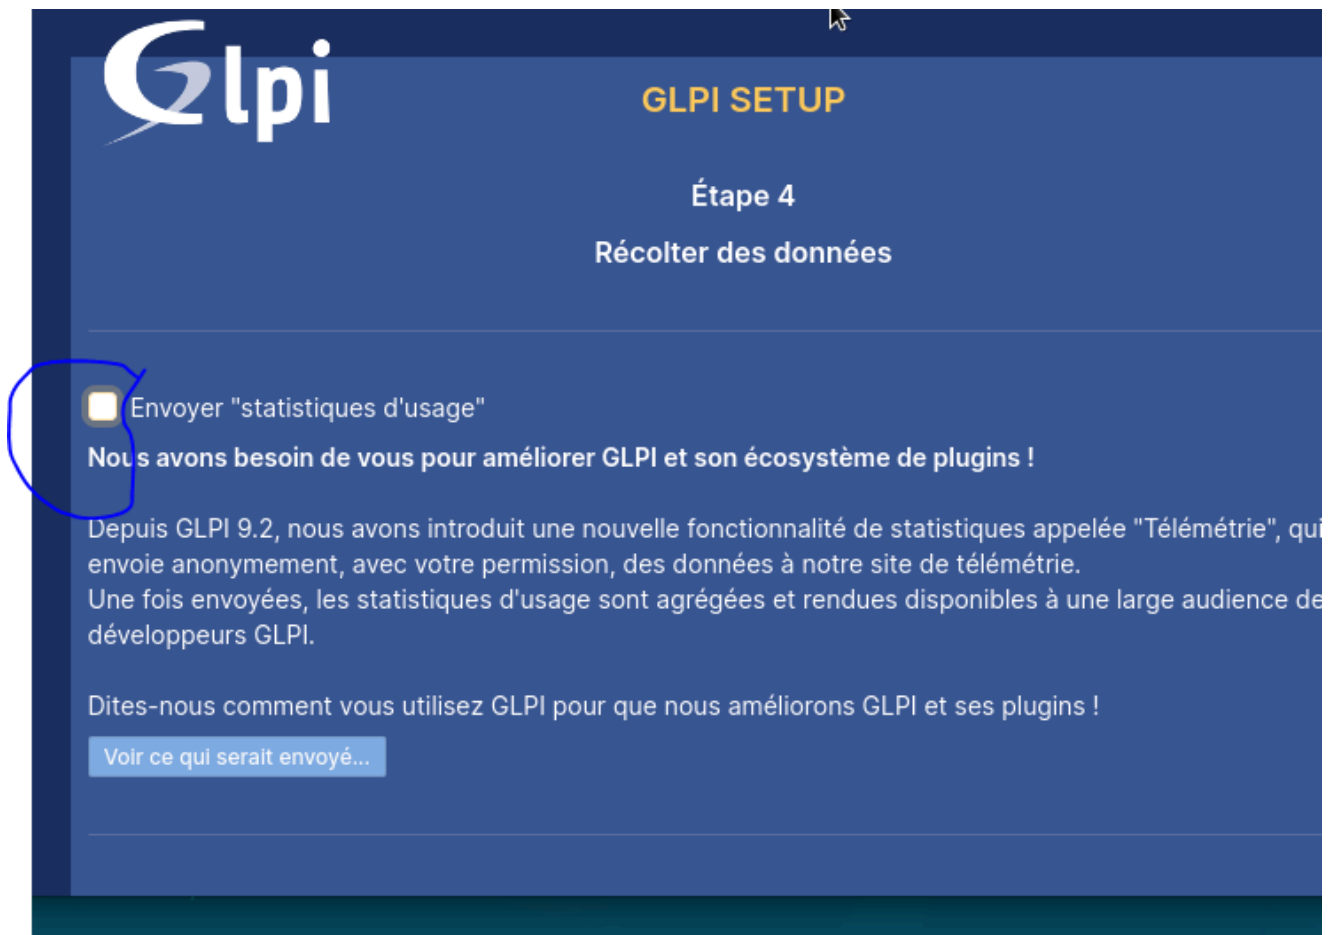 Glpi
GLPI SETUP
Étape 4
Récolter des données
Envoyer "statistiques d'usage"
Nous avons besoin de vous pour améliorer GLPI et son écosystème de plugins !
Depuis GLPI 9.2, nous avons introduit une nouvelle fonctionnalité de statistiques appelée "Télémétrie", qui
envoie anonymement, avec votre permission, des données à notre site de télémétrie.
Une fois envoyées, les statistiques d'usage sont agrégées et rendues disponibles à une large audience de
développeurs GLPI.
Dites-nous comment vous utilisez GLPI pour que nous améliorons GLPI et ses plugins !
Voir ce qui serait envoyé...